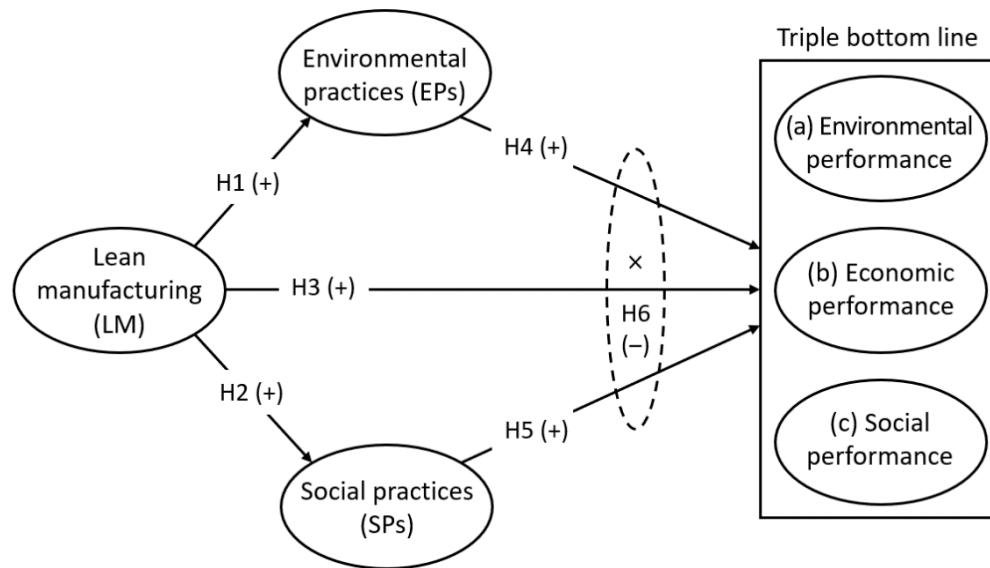 Triple bottom line
Environmental
practices (EPs)
(a) Environmental
performance
H4 (+)
H1 (+)
Lean
manufacturing
(LM)
H3 (+)
×
H6
(–)
(b) Economic
performance
H2 (+)
H5 (+)
(c) Social
performance
Social practices
(SPs)